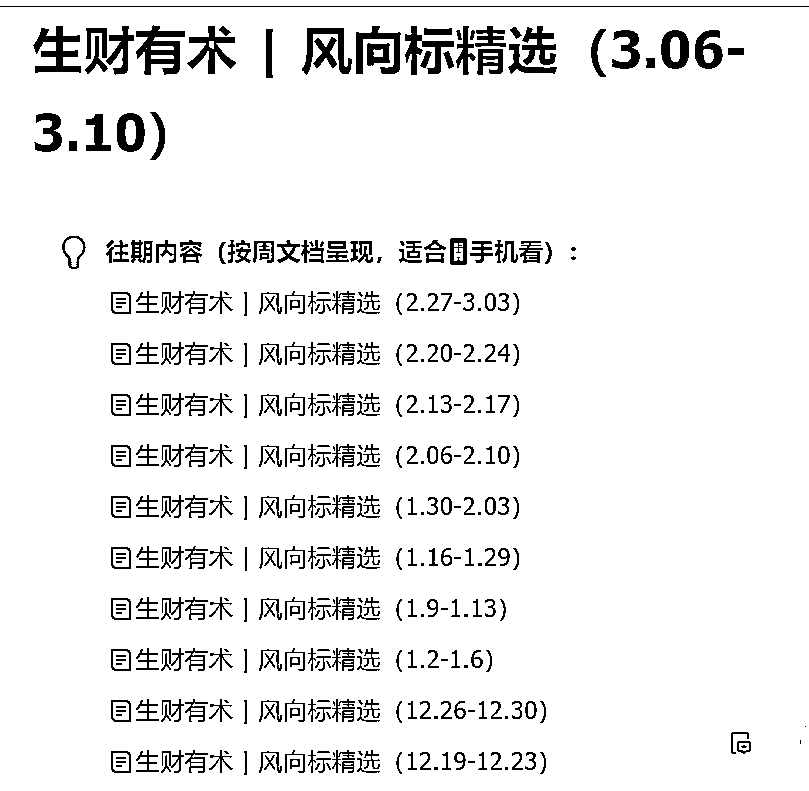 生财有术 | 风向标精选（3.06-
3.10）
往期内容（按周文档呈现，适合手机看）：
生财有术 | 风向标精选（2.27-3.03）
生财有术 | 风向标精选（2.20-2.24）
生财有术 | 风向标精选（2.13-2.17）
生财有术 | 风向标精选（2.06-2.10）
生财有术 | 风向标精选（1.30-2.03）
生财有术 | 风向标精选（1.16-1.29）
生财有术 | 风向标精选（1.9-1.13）
生财有术 | 风向标精选（1.2-1.6）
生财有术 | 风向标精选（12.26-12.30）
生财有术 | 风向标精选（12.19-12.23）